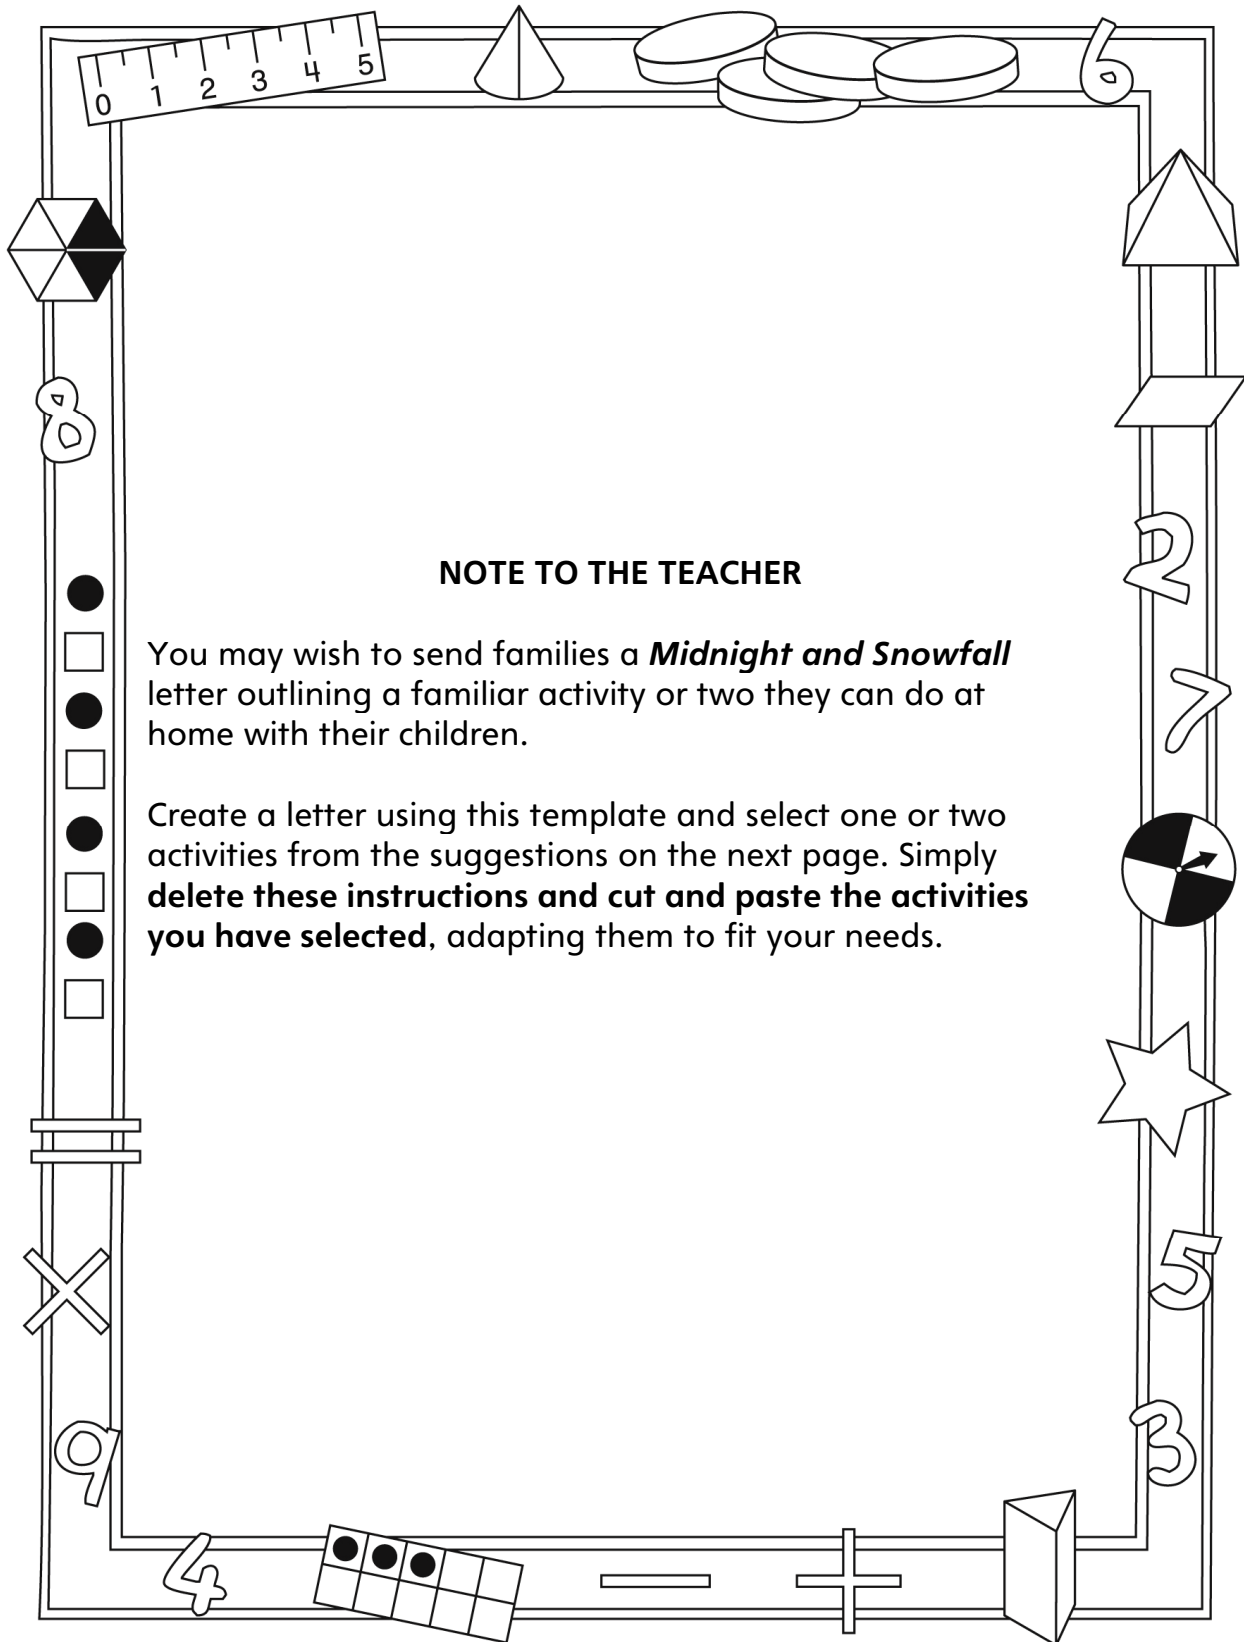 0 1 2 3 4 5
6
8
2
7
NOTE TO THE TEACHER
You may wish to send families a Midnight and Snowfall
letter outlining a familiar activity or two they can do at
home with their children.
Create a letter using this template and select one or two
activities from the suggestions on the next page. Simply
delete these instructions and cut and paste the activities
you have selected, adapting them to fit your needs.
=
×
5
9
3
4
− +